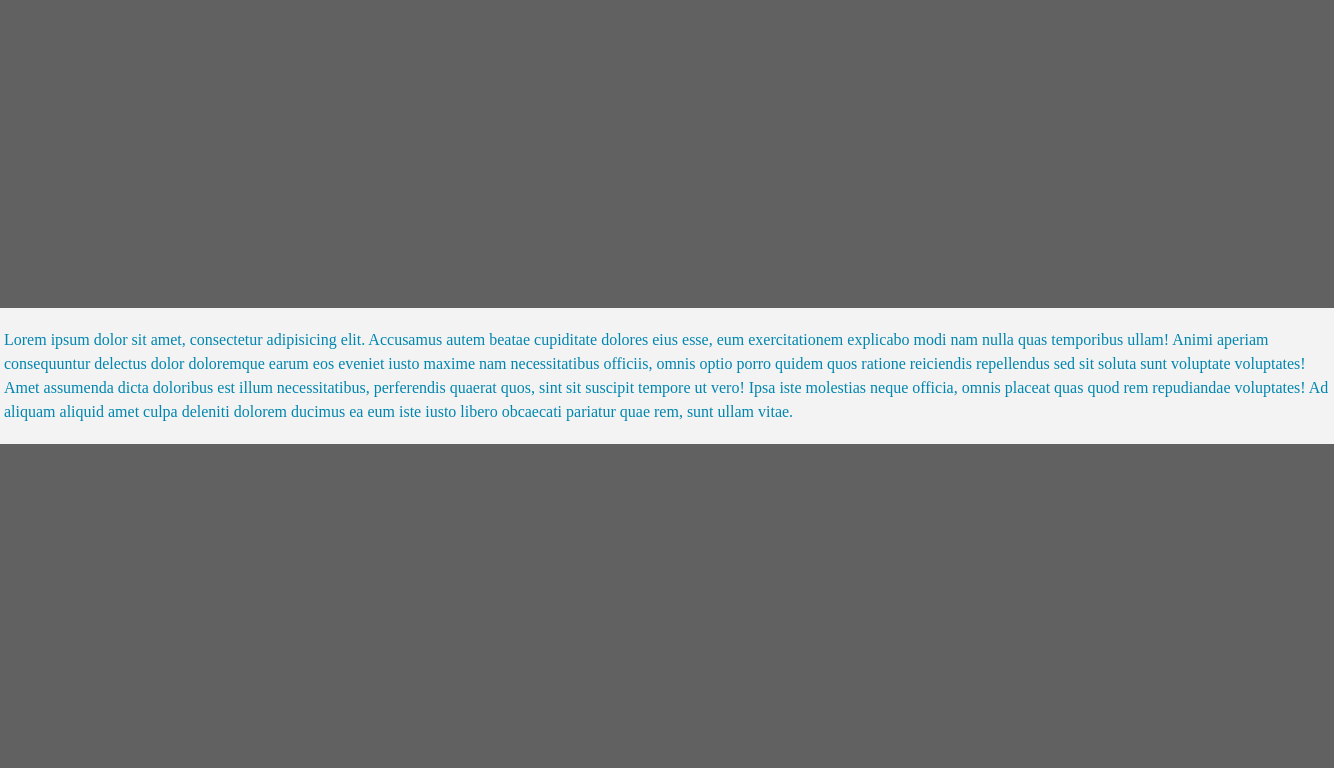 Lorem ipsum dolor sit amet, consectetur adipisicing elit. Accusamus autem beatae cupiditate dolores eius esse, eum exercitationem explicabo modi nam nulla quas temporibus ullam! Animi aperiam
consequuntur delectus dolor doloremque earum eos eveniet iusto maxime nam necessitatibus officiis, omnis optio porro quidem quos ratione reiciendis repellendus sed sit soluta sunt voluptate voluptates!
Amet assumenda dicta doloribus est illum necessitatibus, perferendis quaerat quos, sint sit suscipit tempore ut vero! Ipsa iste molestias neque officia, omnis placeat quas quod rem repudiandae voluptates! Ad
aliquam aliquid amet culpa deleniti dolorem ducimus ea eum iste iusto libero obcaecati pariatur quae rem, sunt ullam vitae.